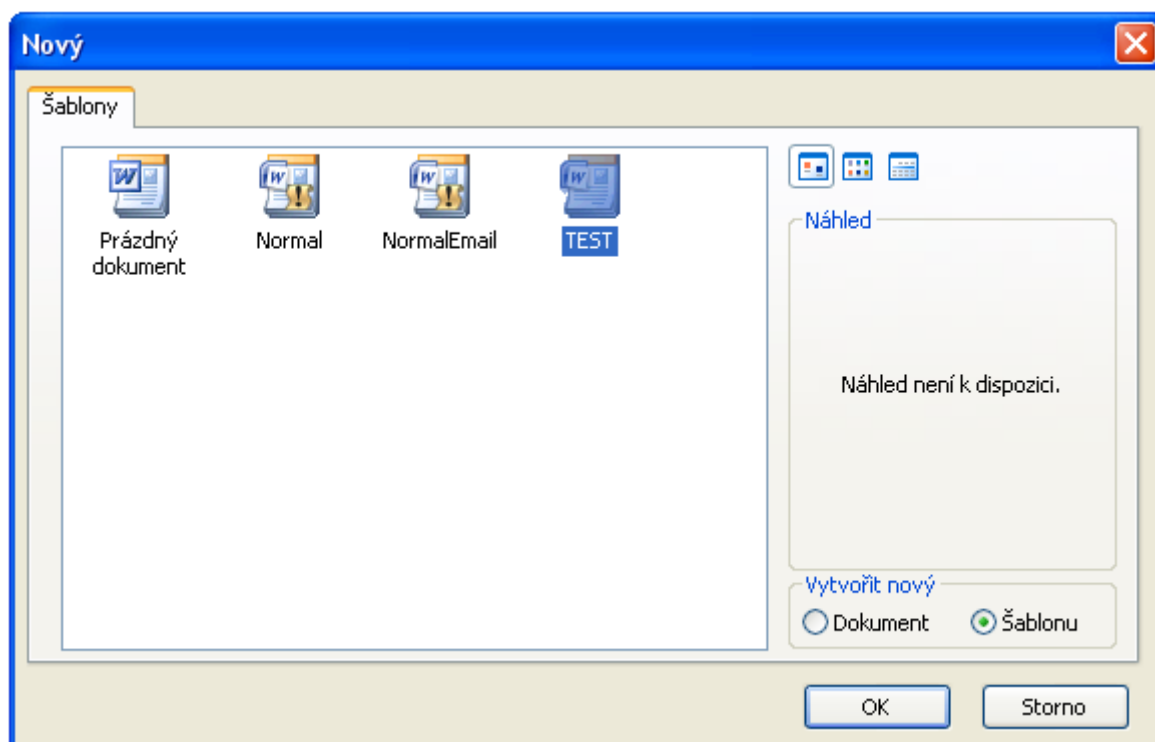 Nový
Šablony
Prázdný
dokument
Normal
NormalEmail
TEST
Náhled
Náhled není k dispozici.
Vytvořit nový
Dokument
Šablonu
OK
Storno